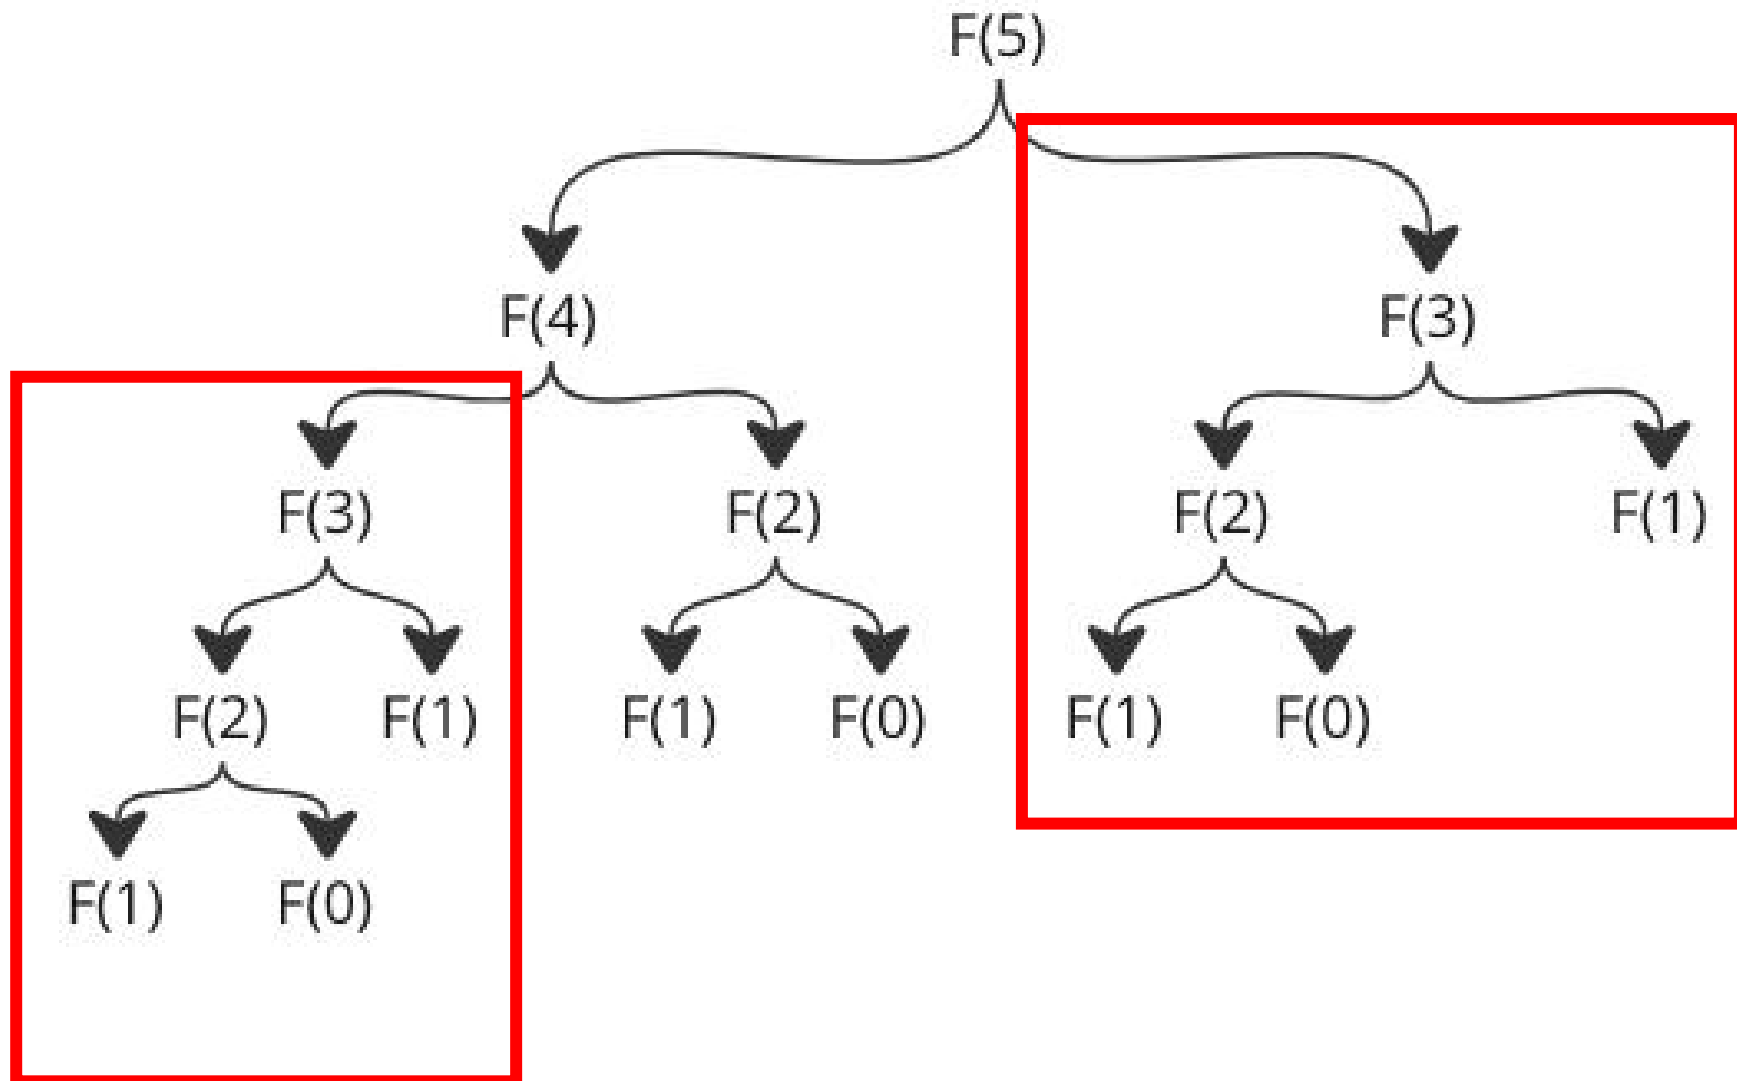 F(5)
F(4) F(3)
F(3) F(2) F(2) F(1)
F(2) F(1) F(1) F(0) F(1) F(0)
F(1) F(0)